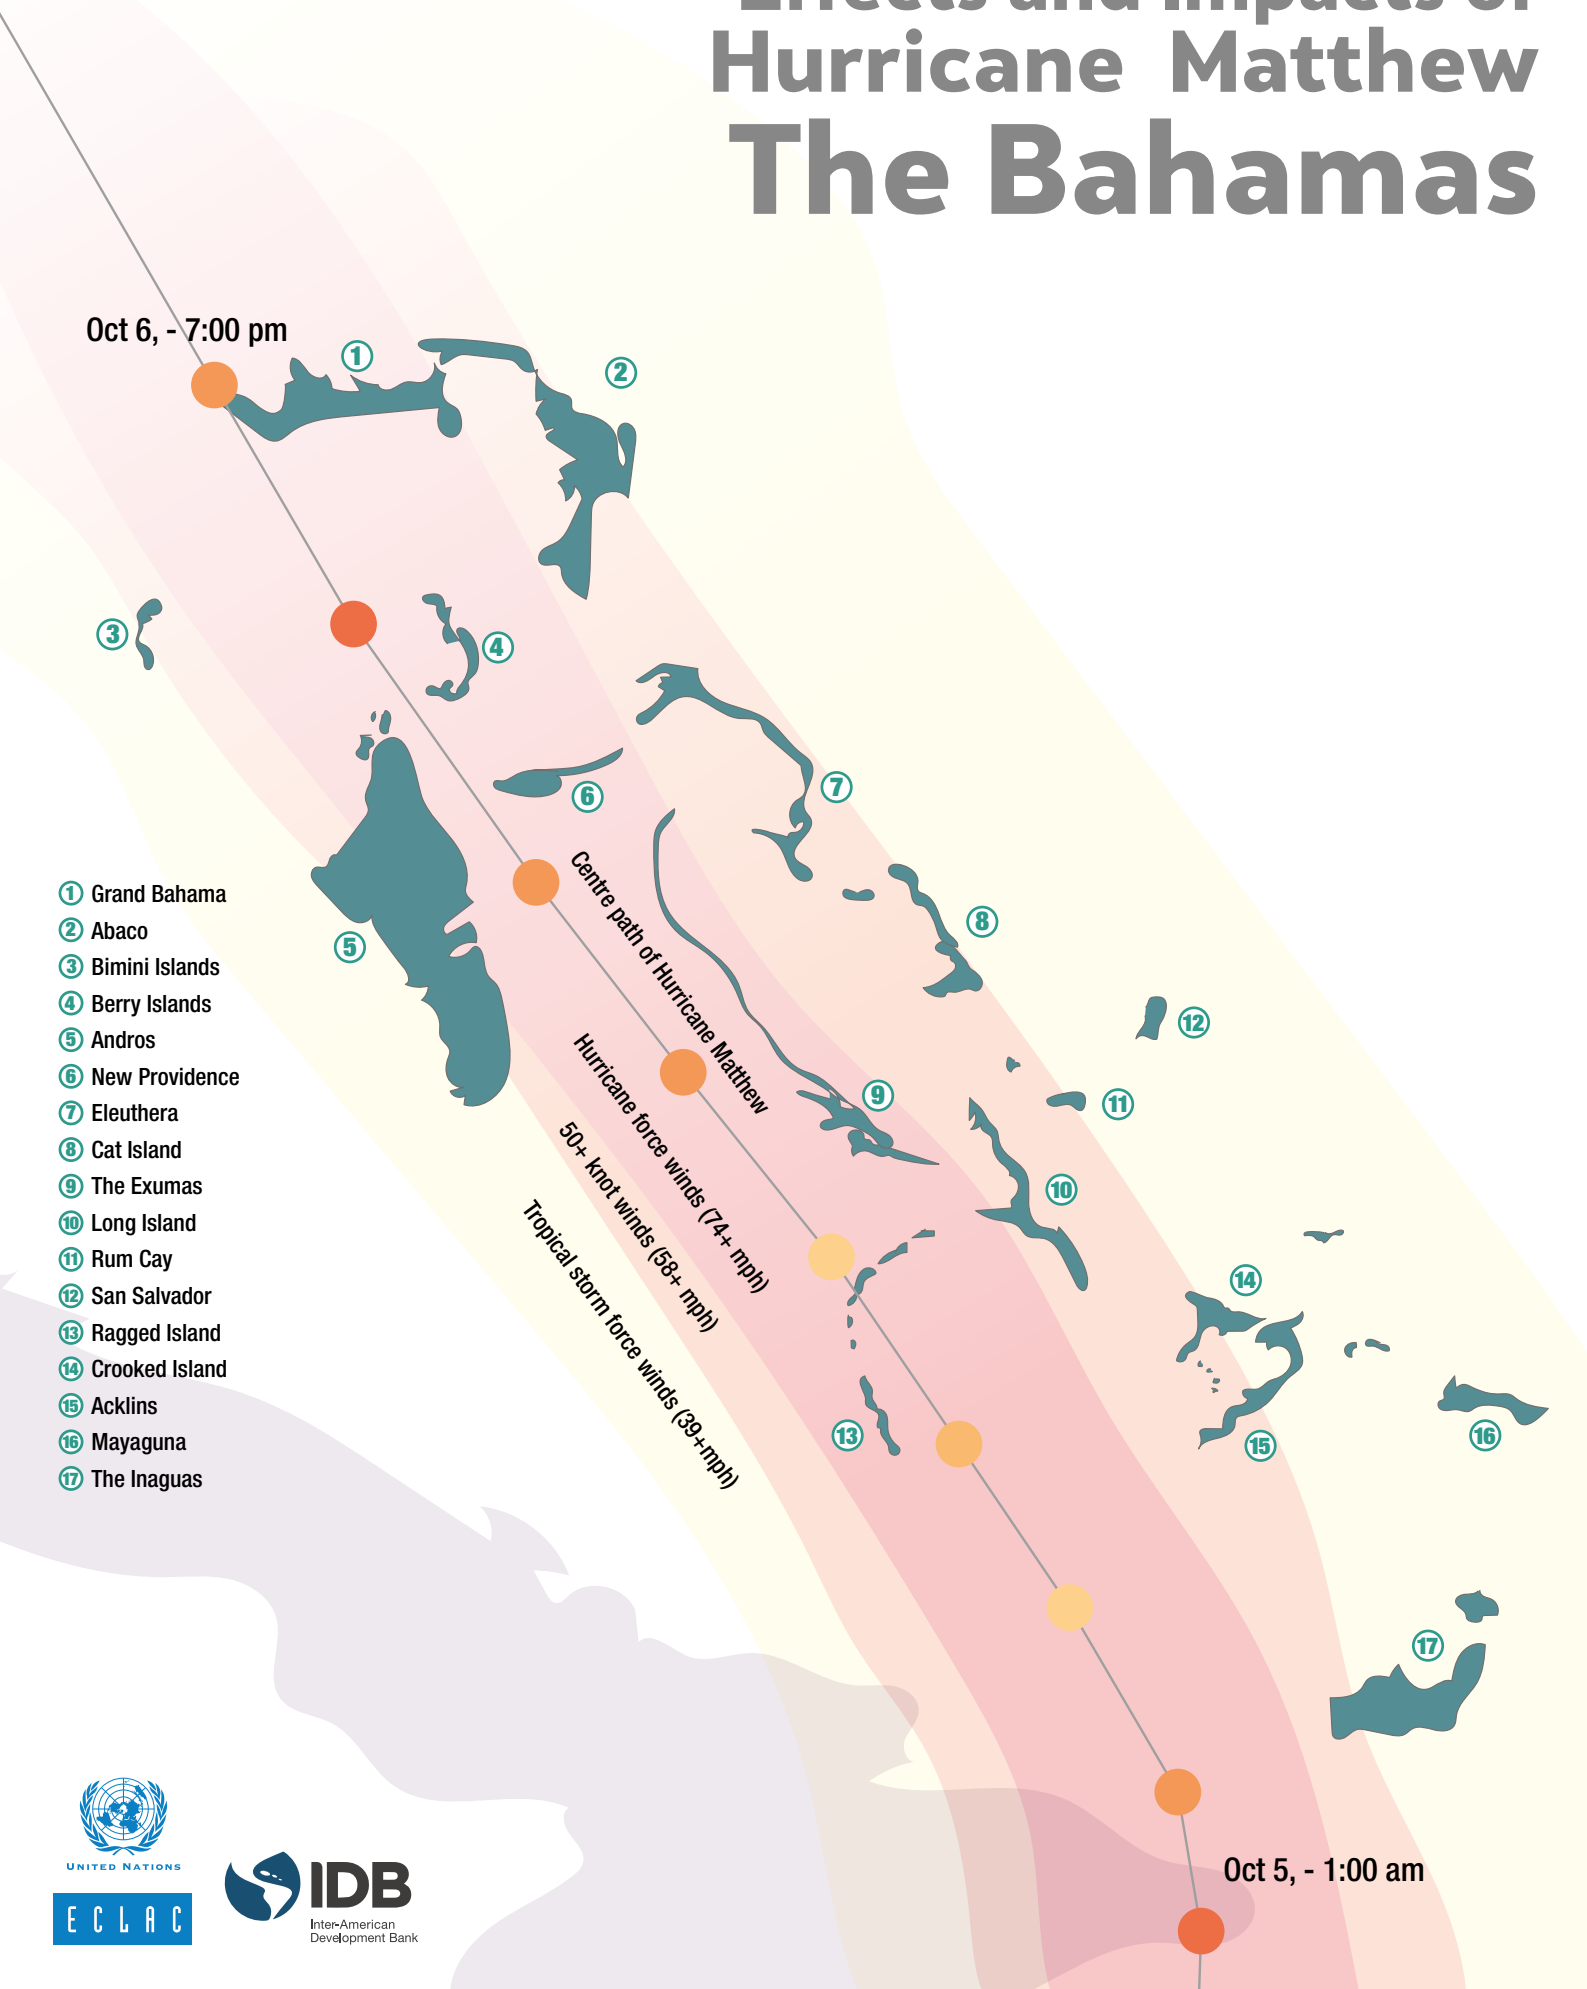 Effects and Impacts of
Hurricane Matthew
The Bahamas
Oct 6, - 7:00 pm
1
2
3
4
5
6
7
8
9
10
11
12
13
14
15
16
17
Centre path of Hurricane Matthew
Hurricane force winds (74+ mph)
50+ knot winds (58+ mph)
Tropical storm force winds (39+mph)
1 Grand Bahama
2 Abaco
3 Bimini Islands
4 Berry Islands
5 Andros
6 New Providence
7 Eleuthera
8 Cat Island
9 The Exumas
10 Long Island
11 Rum Cay
12 San Salvador
13 Ragged Island
14 Crooked Island
15 Acklins
16 Mayaguna
17 The Inaguas
Oct 5, - 1:00 am
UNITED NATIONS
ECLAC
IDB
Inter-American
Development Bank